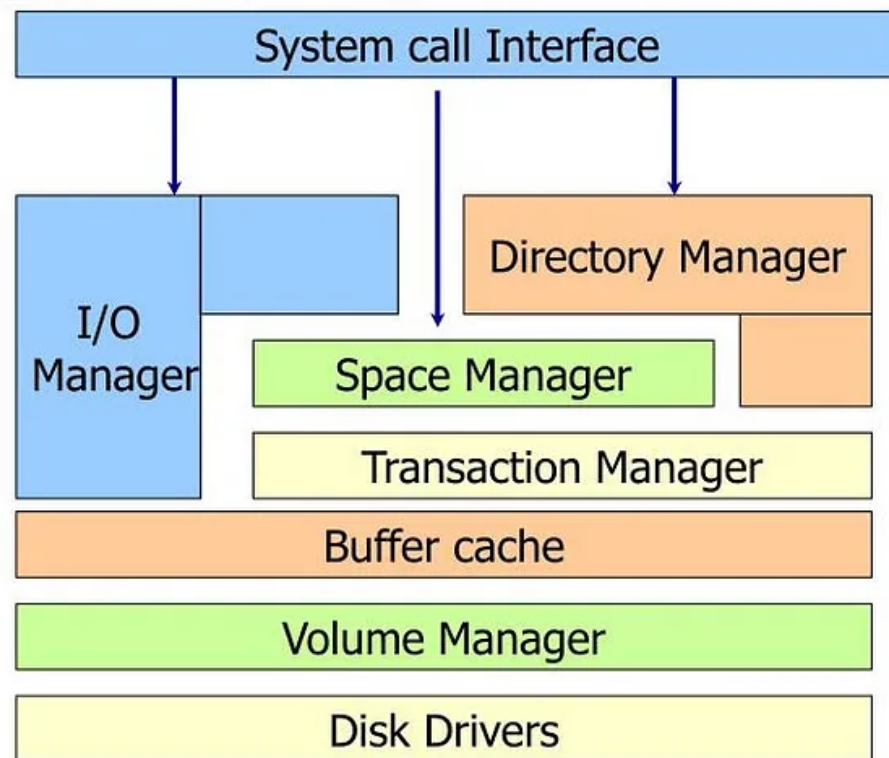 System call Interface
Directory Manager
I/O
Manager
Space Manager
Transaction Manager
Buffer cache
Volume Manager
Disk Drivers